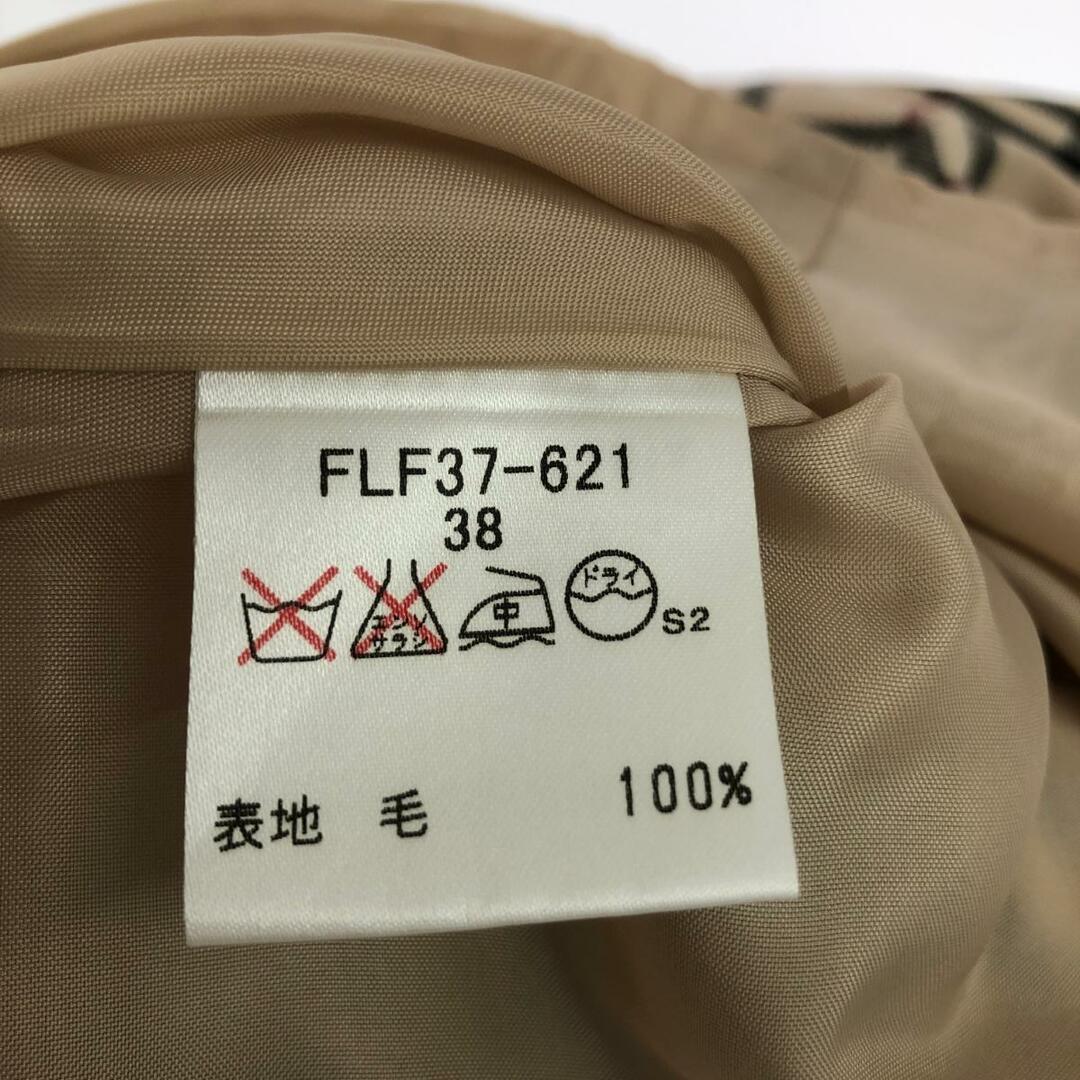 FLF37-621
38
エンソ
サラシ
中
ドライ
S2
表地 毛 100%